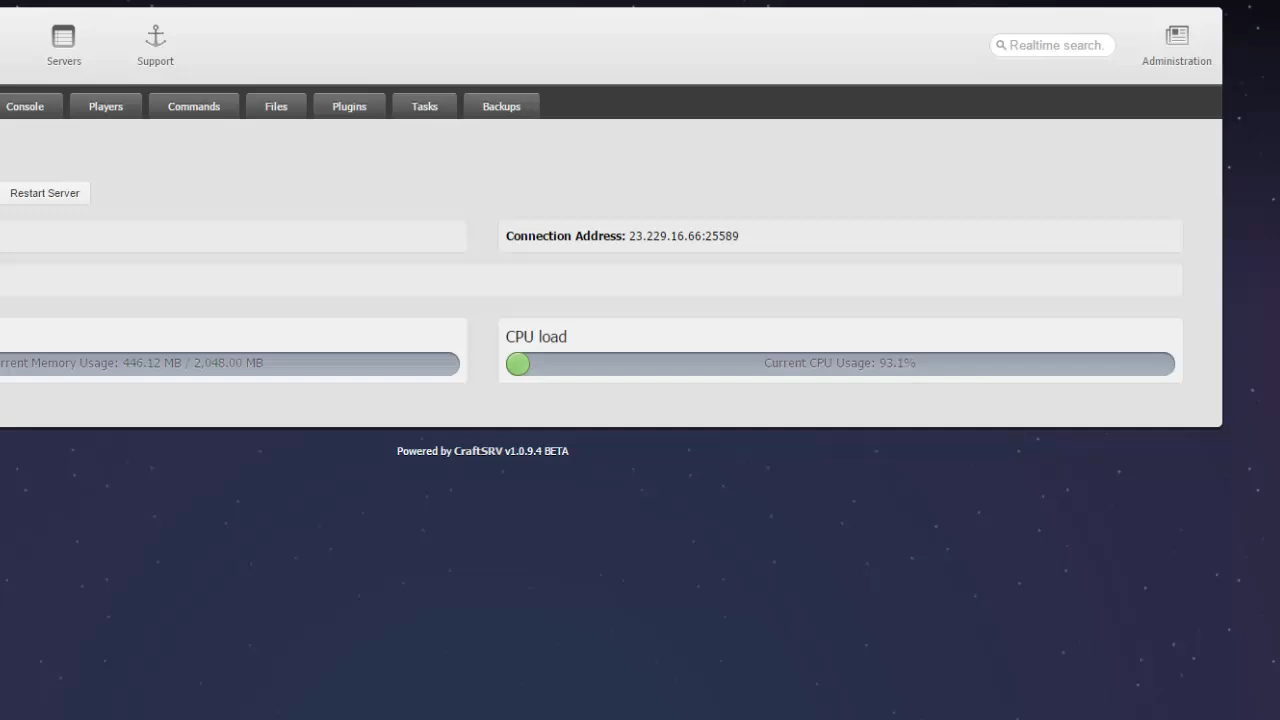 Servers
Support
Realtime search.
Administration
Console
Players
Commands
Files
Plugins
Tasks
Backups
Restart Server
Connection Address: 23.229.16.66:25589
CPU load
rrent Memory Usage: 446.12 MB / 2,048.00 MB
Current CPU Usage: 93.1%
Powered by CraftSRV v1.0.9.4 BETA